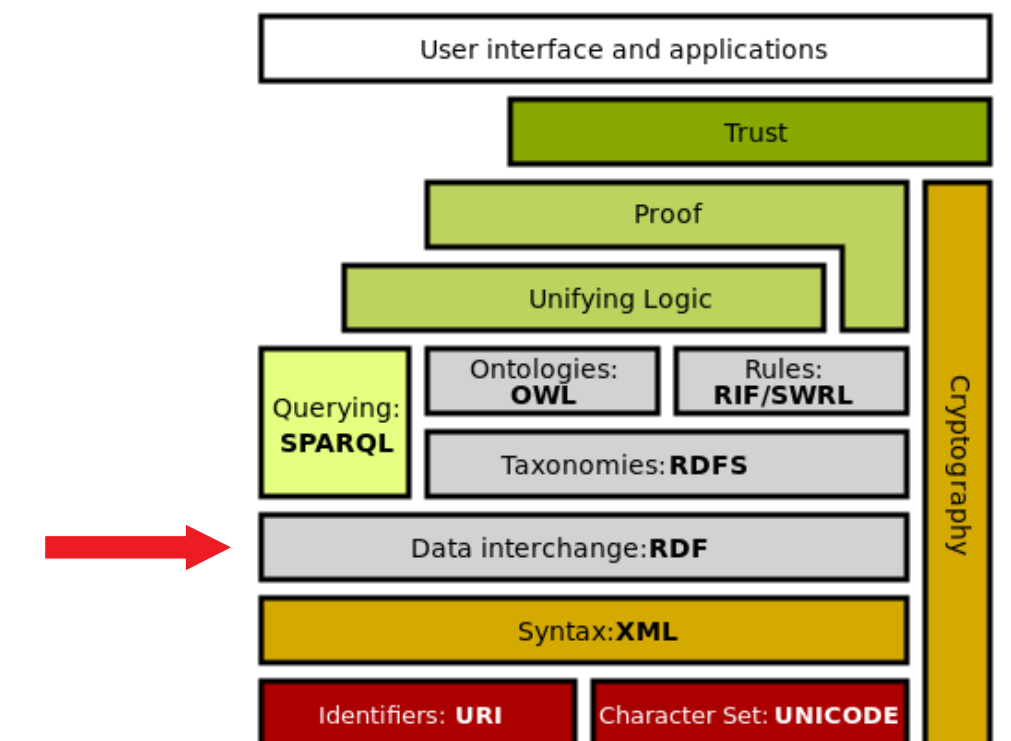 User interface and applications
Trust
Proof
Unifying Logic
Querying:
SPARQL
Ontologies:
OWL
Rules:
RIF/SWRL
Taxonomies: RDFS
Data interchange: RDF
Syntax: XML
Identifiers: URI
Character Set: UNICODE
Cryptography